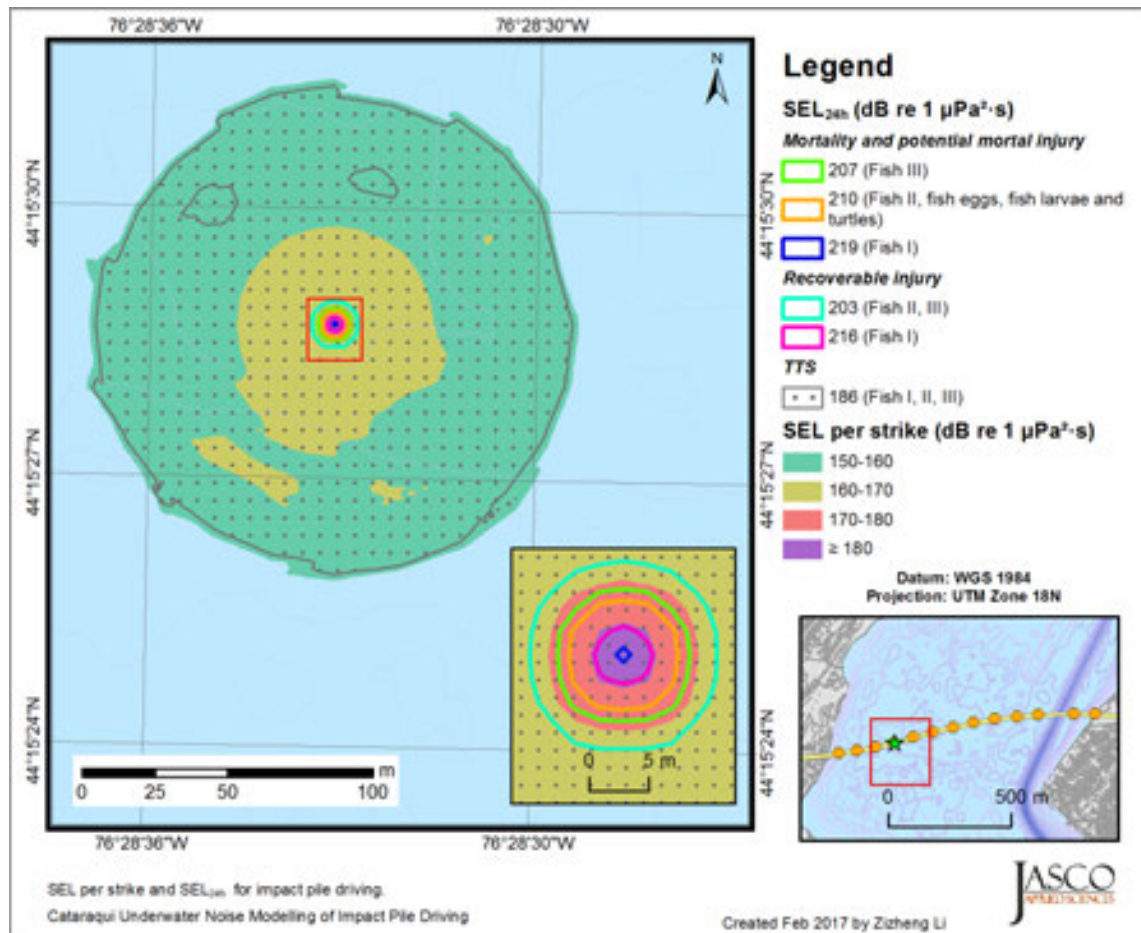 76°28'36"W
76°28'30"W
N
44°15'30"N
44°15'30"N
44°15'27"N
44°15'27"N
44°15'24"N
44°15'24"N
0 25 50 100 m
0 5 m
76°28'36"W
76°28'30"W
Legend
SEL24h (dB re 1 µPa²·s)
Mortality and potential mortal injury
207 (Fish III)
210 (Fish II, fish eggs, fish larvae and
turtles)
219 (Fish I)
Recoverable injury
203 (Fish II, III)
216 (Fish I)
TTS
186 (Fish I, II, III)
SEL per strike (dB re 1 µPa²·s)
150-160
160-170
170-180
≥ 180
Datum: WGS 1984
Projection: UTM Zone 18N
0 500 m
SEL per strike and SEL24h for impact pile driving.
Cataraqui Underwater Noise Modelling of Impact Pile Driving
Created Feb 2017 by Zizheng Li
JASCO
APPLIED SCIENCES